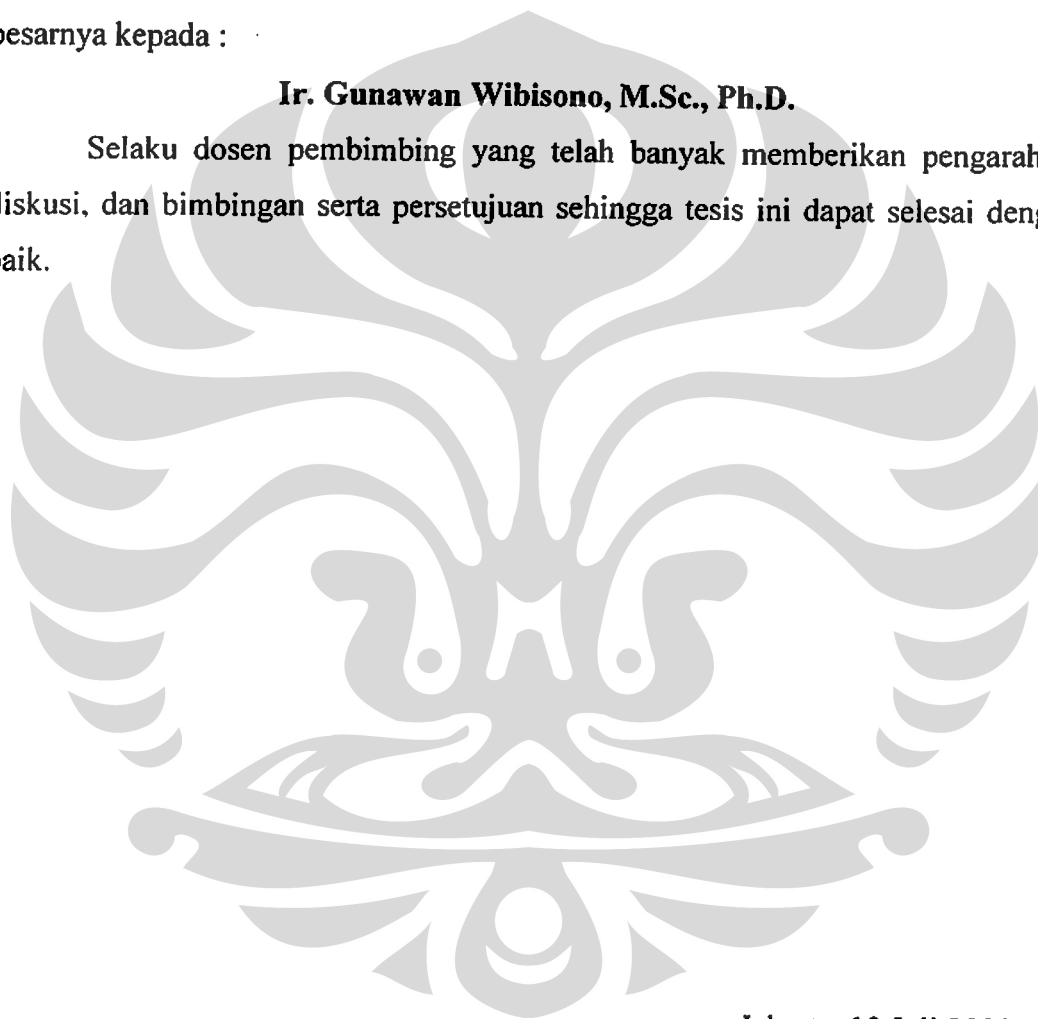 besarnya kepada :
Ir. Gunawan Wibisono, M.Sc., Ph.D.
Selaku dosen pembimbing yang telah banyak memberikan pengarah
diskusi, dan bimbingan serta persetujuan sehingga tesis ini dapat selesai deng
baik.